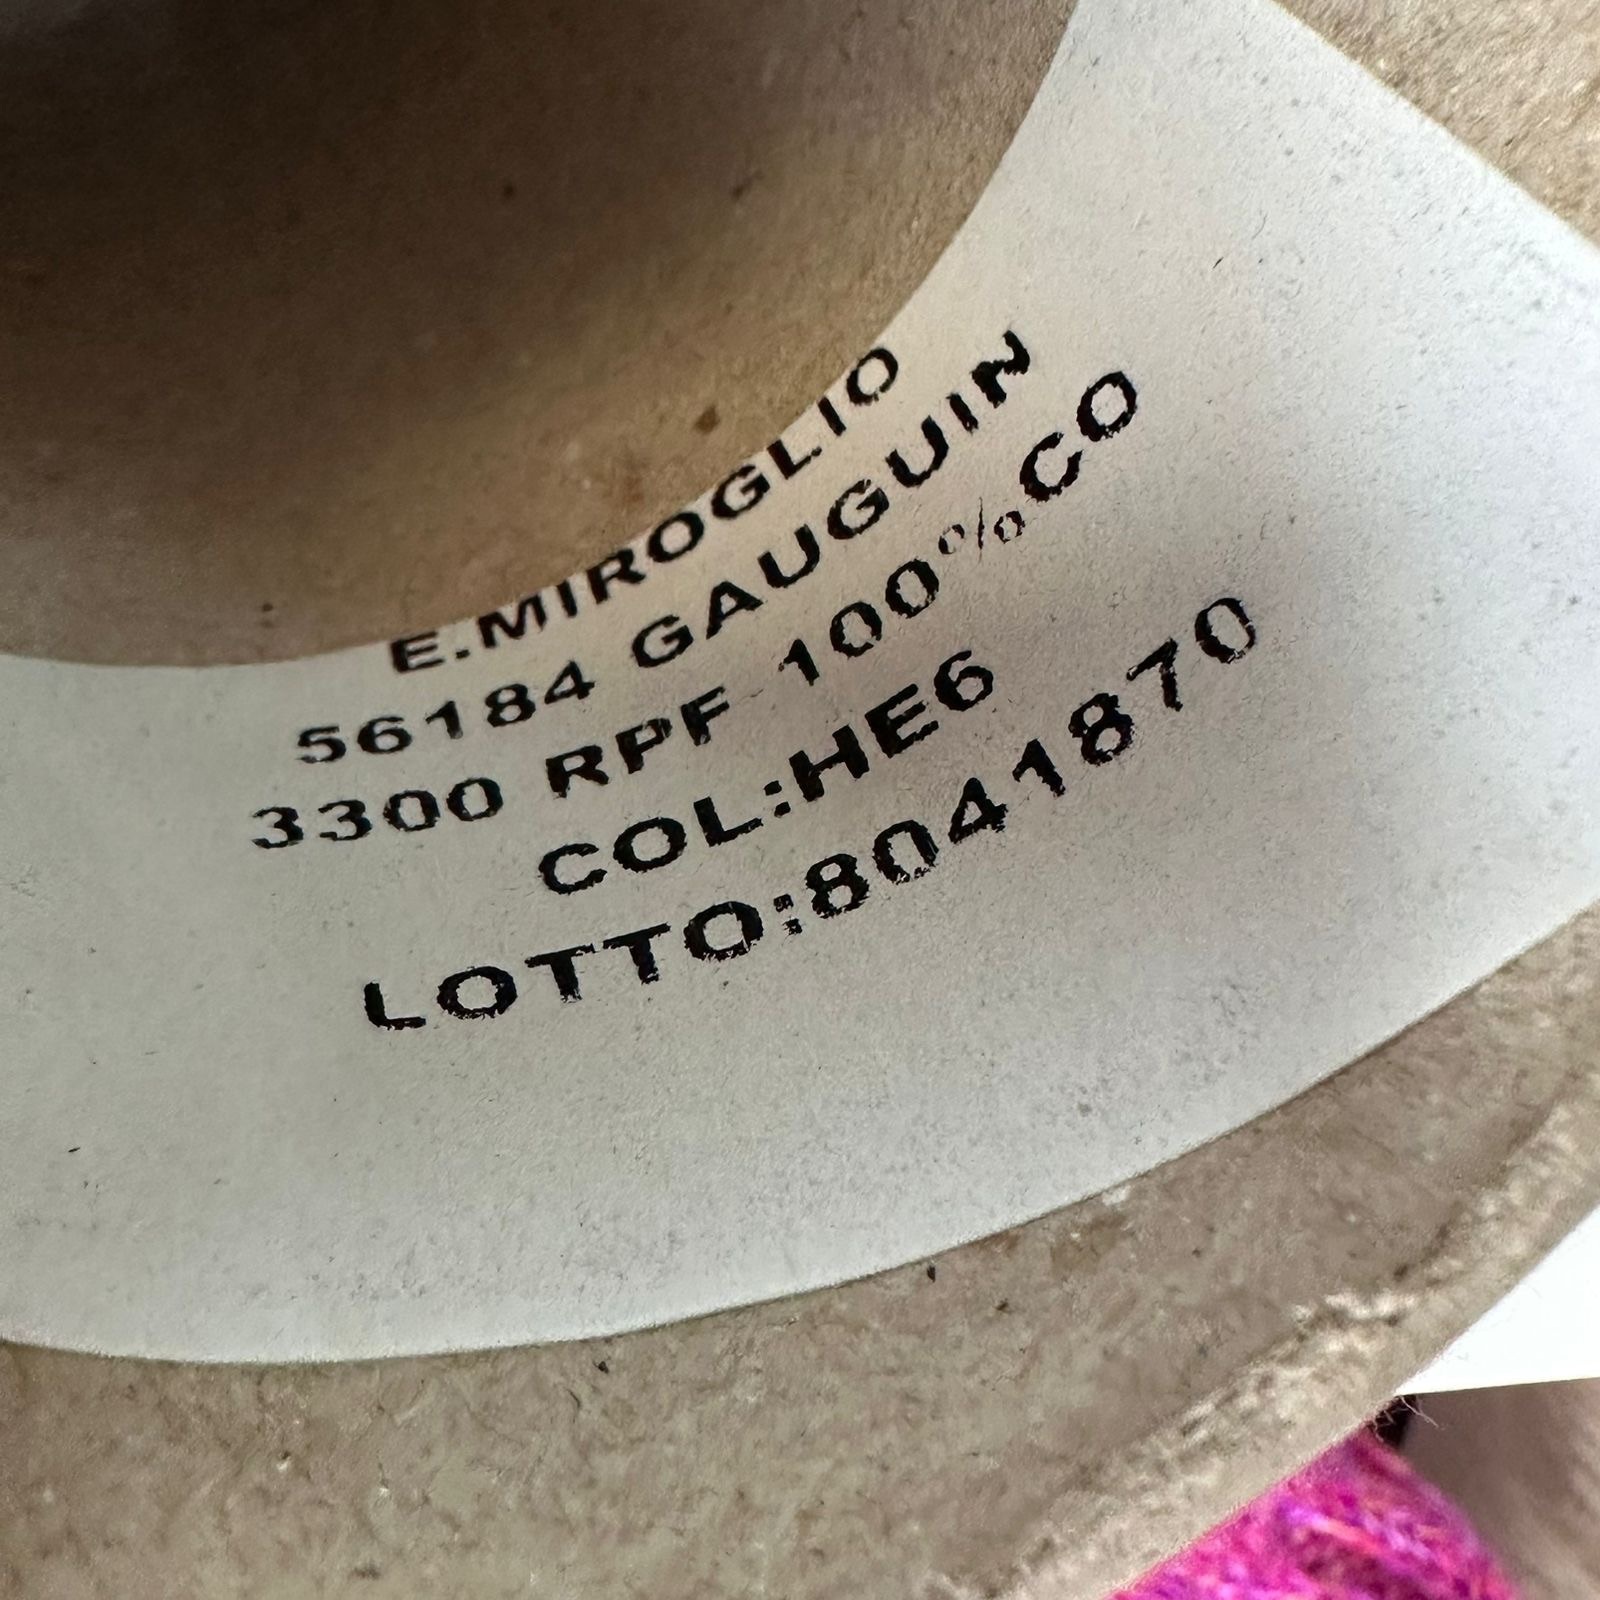 E.MIROGLIO
56184 GAUGUIN
3300 RPF 100%CO
COL:HE6
LOTTO:8041870